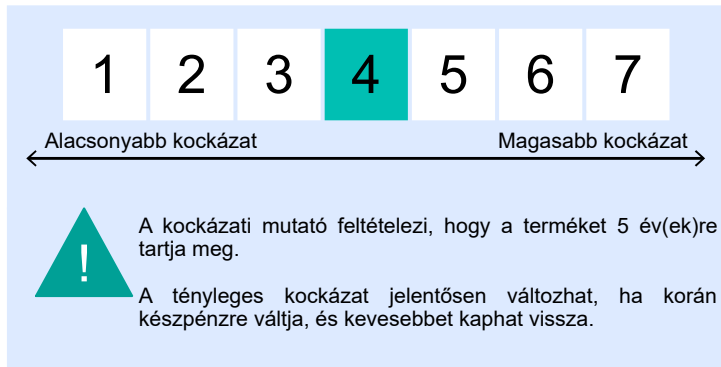 1 2 3 4 5 6 7
Alacsonyabb kockázat Magasabb kockázat
!
A kockázati mutató feltételezi, hogy a terméket 5 év(ek)re
tartja meg.
A tényleges kockázat jelentősen változhat, ha korán
készpénzre váltja, és kevesebbet kaphat vissza.